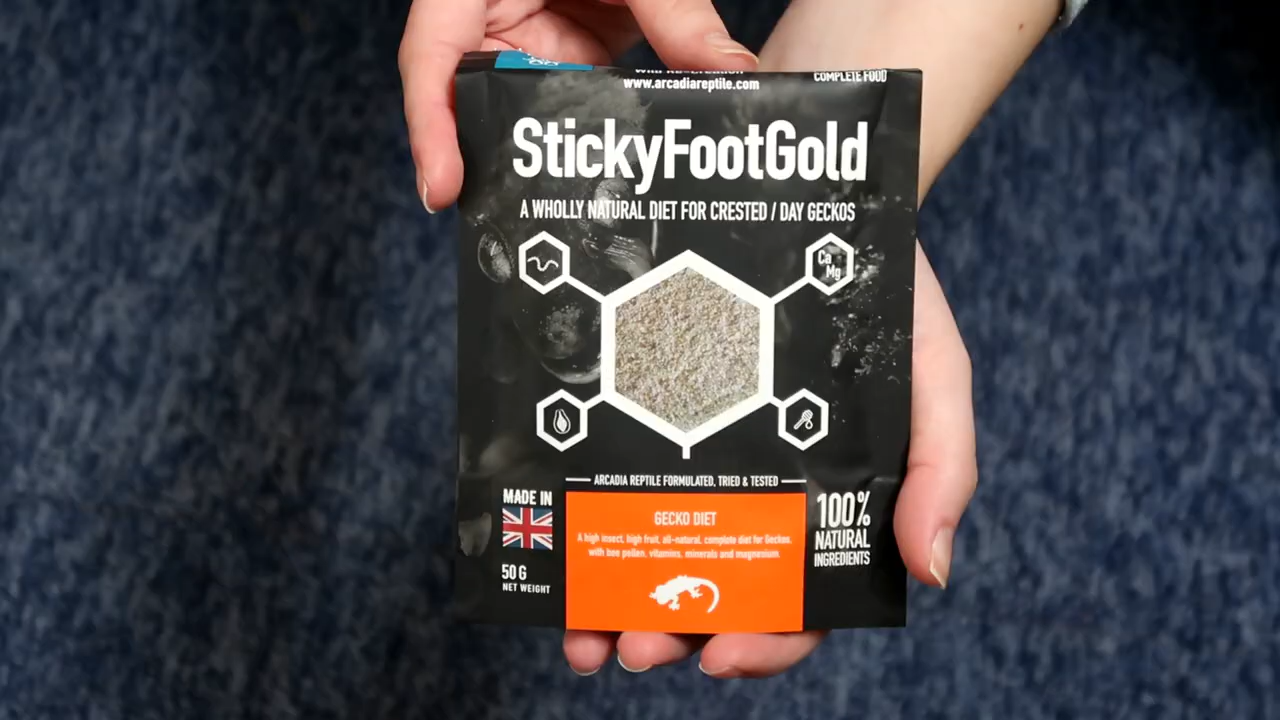 COMPLETE FOOD
www.arcadiareptile.com
StickyFootGold
A WHOLLY NATURAL DIET FOR CRESTED / DAY GECKOS
Ca
Mg
ARCADIA REPTILE FORMULATED, TRIED & TESTED
MADE IN
50 G
NET WEIGHT
GECKO DIET
A high insect, high fruit, all-natural, complete diet for Geckos,
with bee pollen, vitamins, minerals and magnesium.
100%
NATURAL
INGREDIENTS